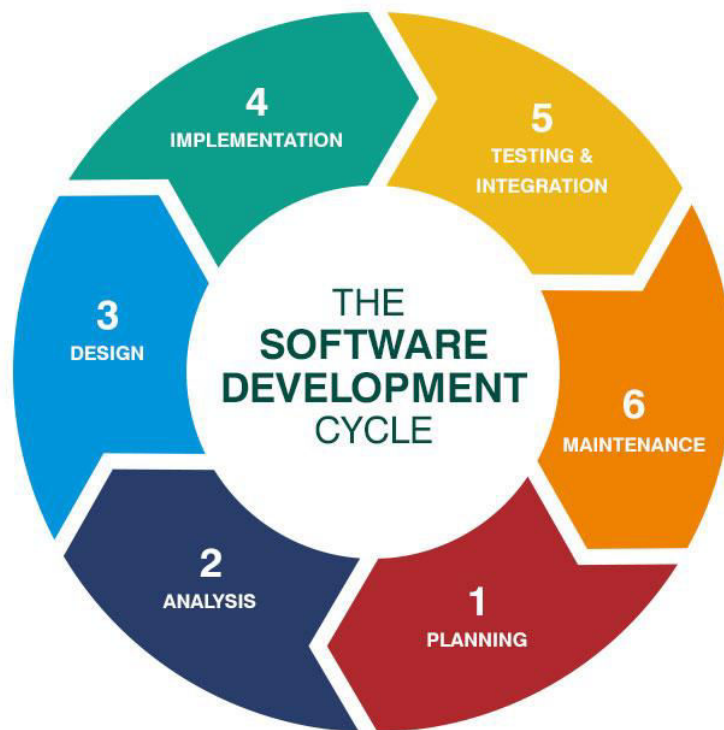 THE
SOFTWARE
DEVELOPMENT
CYCLE
1
PLANNING
2
ANALYSIS
3
DESIGN
4
IMPLEMENTATION
5
TESTING &
INTEGRATION
6
MAINTENANCE